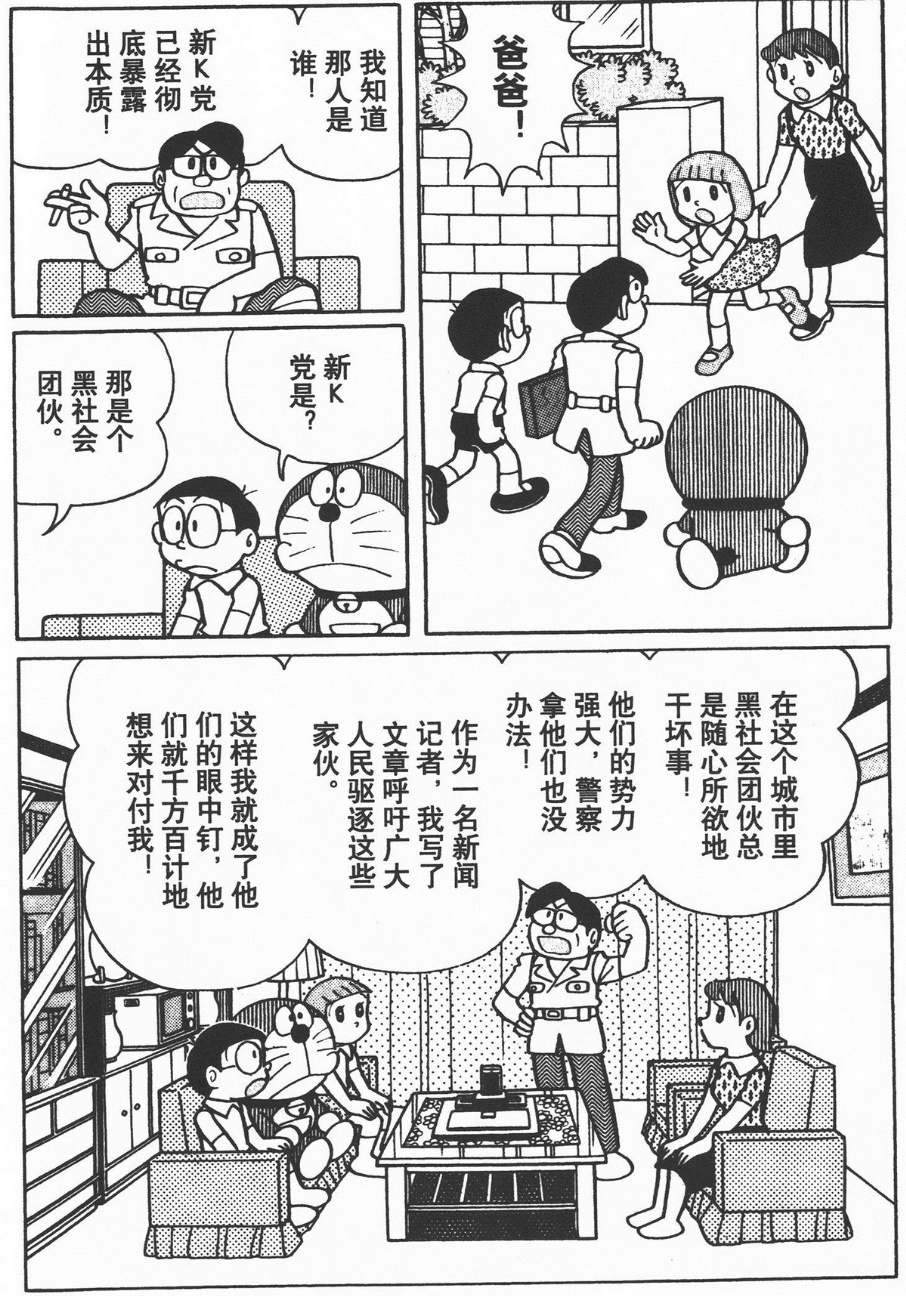 爸爸！
我知道
那人是
谁！
新K党
已经彻
底暴露
出本质！
新K
党是？
那是个
黑社会
团伙。
在这个城市里
黑社会团伙总
是随心所欲地
干坏事！
他们的势力
强大，警察
拿他们也没
办法！
作为一名新闻
记者，我写了
文章呼吁广大
人民驱逐这些
家伙。
这样我就成了他
们的眼中钉，他
们就千方百计地
想来对付我！